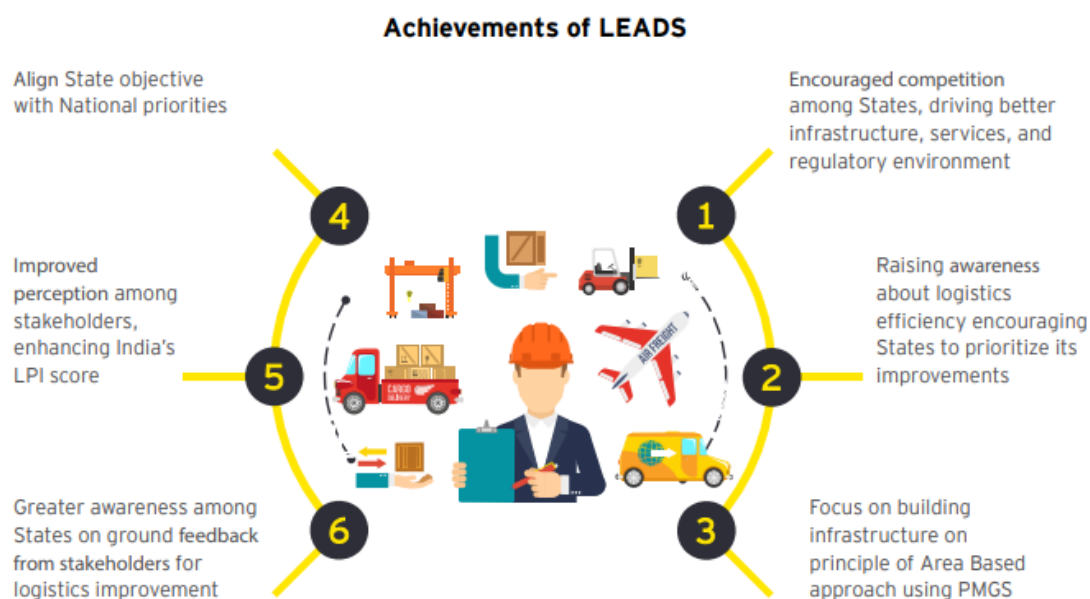 Achievements of LEADS
1
Encouraged competition
among States, driving better
infrastructure, services, and
regulatory environment
2
Raising awareness
about logistics
efficiency encouraging
States to prioritize its
improvements
3
Focus on building
infrastructure on
principle of Area Based
approach using PMGS
4
Align State objective
with National priorities
5
Improved
perception among
stakeholders,
enhancing India's
LPI score
6
Greater awareness among
States on ground feedback
from stakeholders for
logistics improvement
AIR FREIGHT
CARGO
DELIVERY